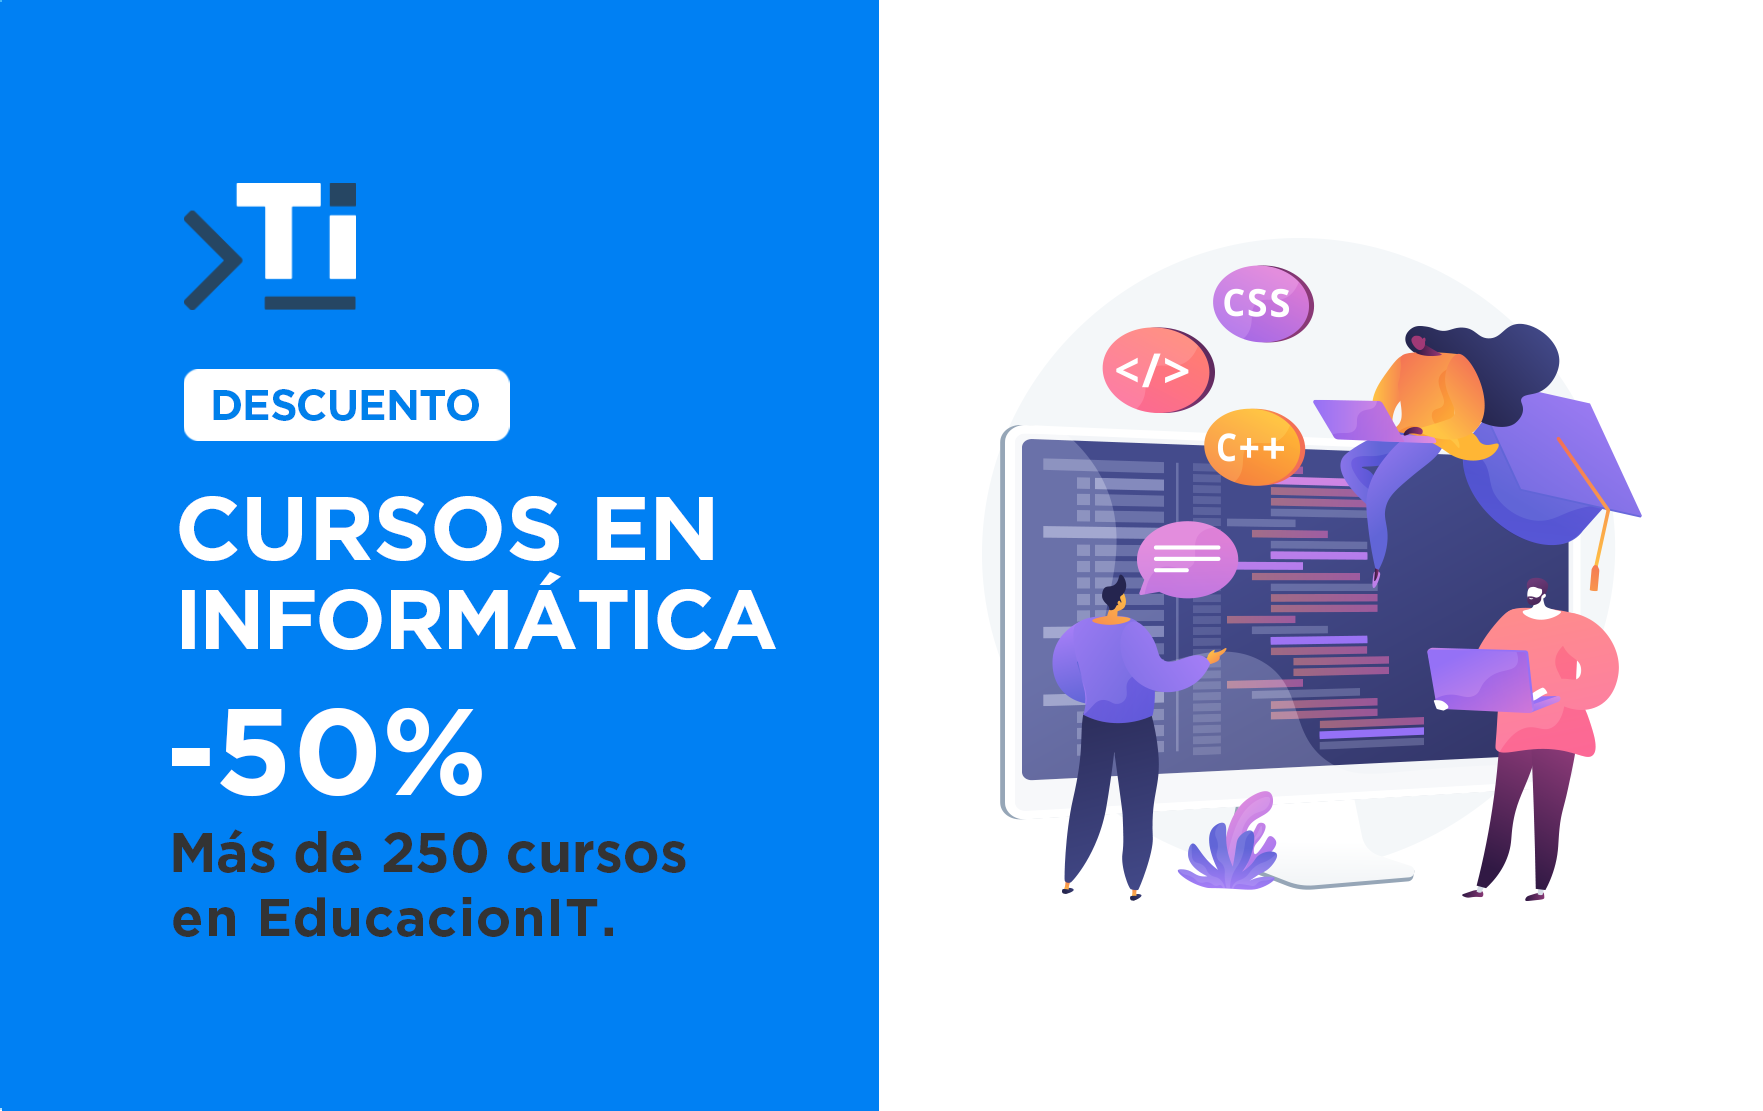 Ti
DESCUENTO
CURSOS EN
INFORMÁTICA
-50%
Más de 250 cursos
en EducacionIT.
CSS
</>
C++